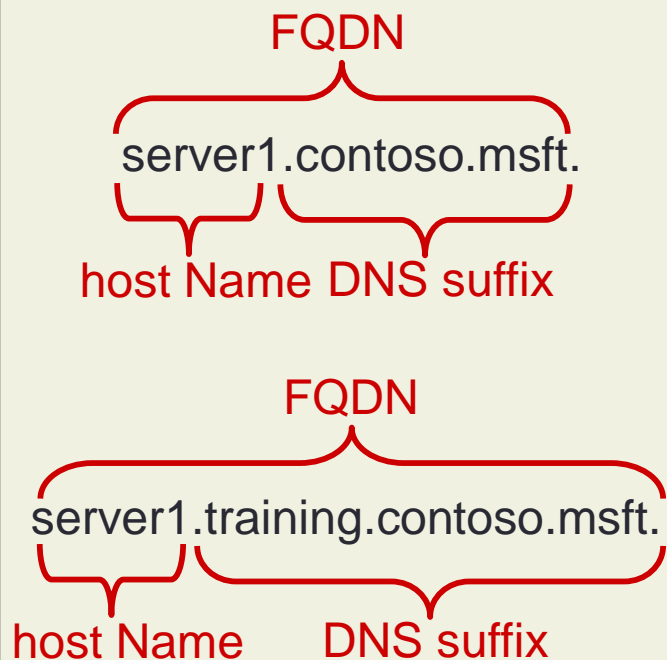 FQDN
server1.contoso.msft.
host Name DNS suffix
FQDN
server1.training.contoso.msft.
host Name DNS suffix